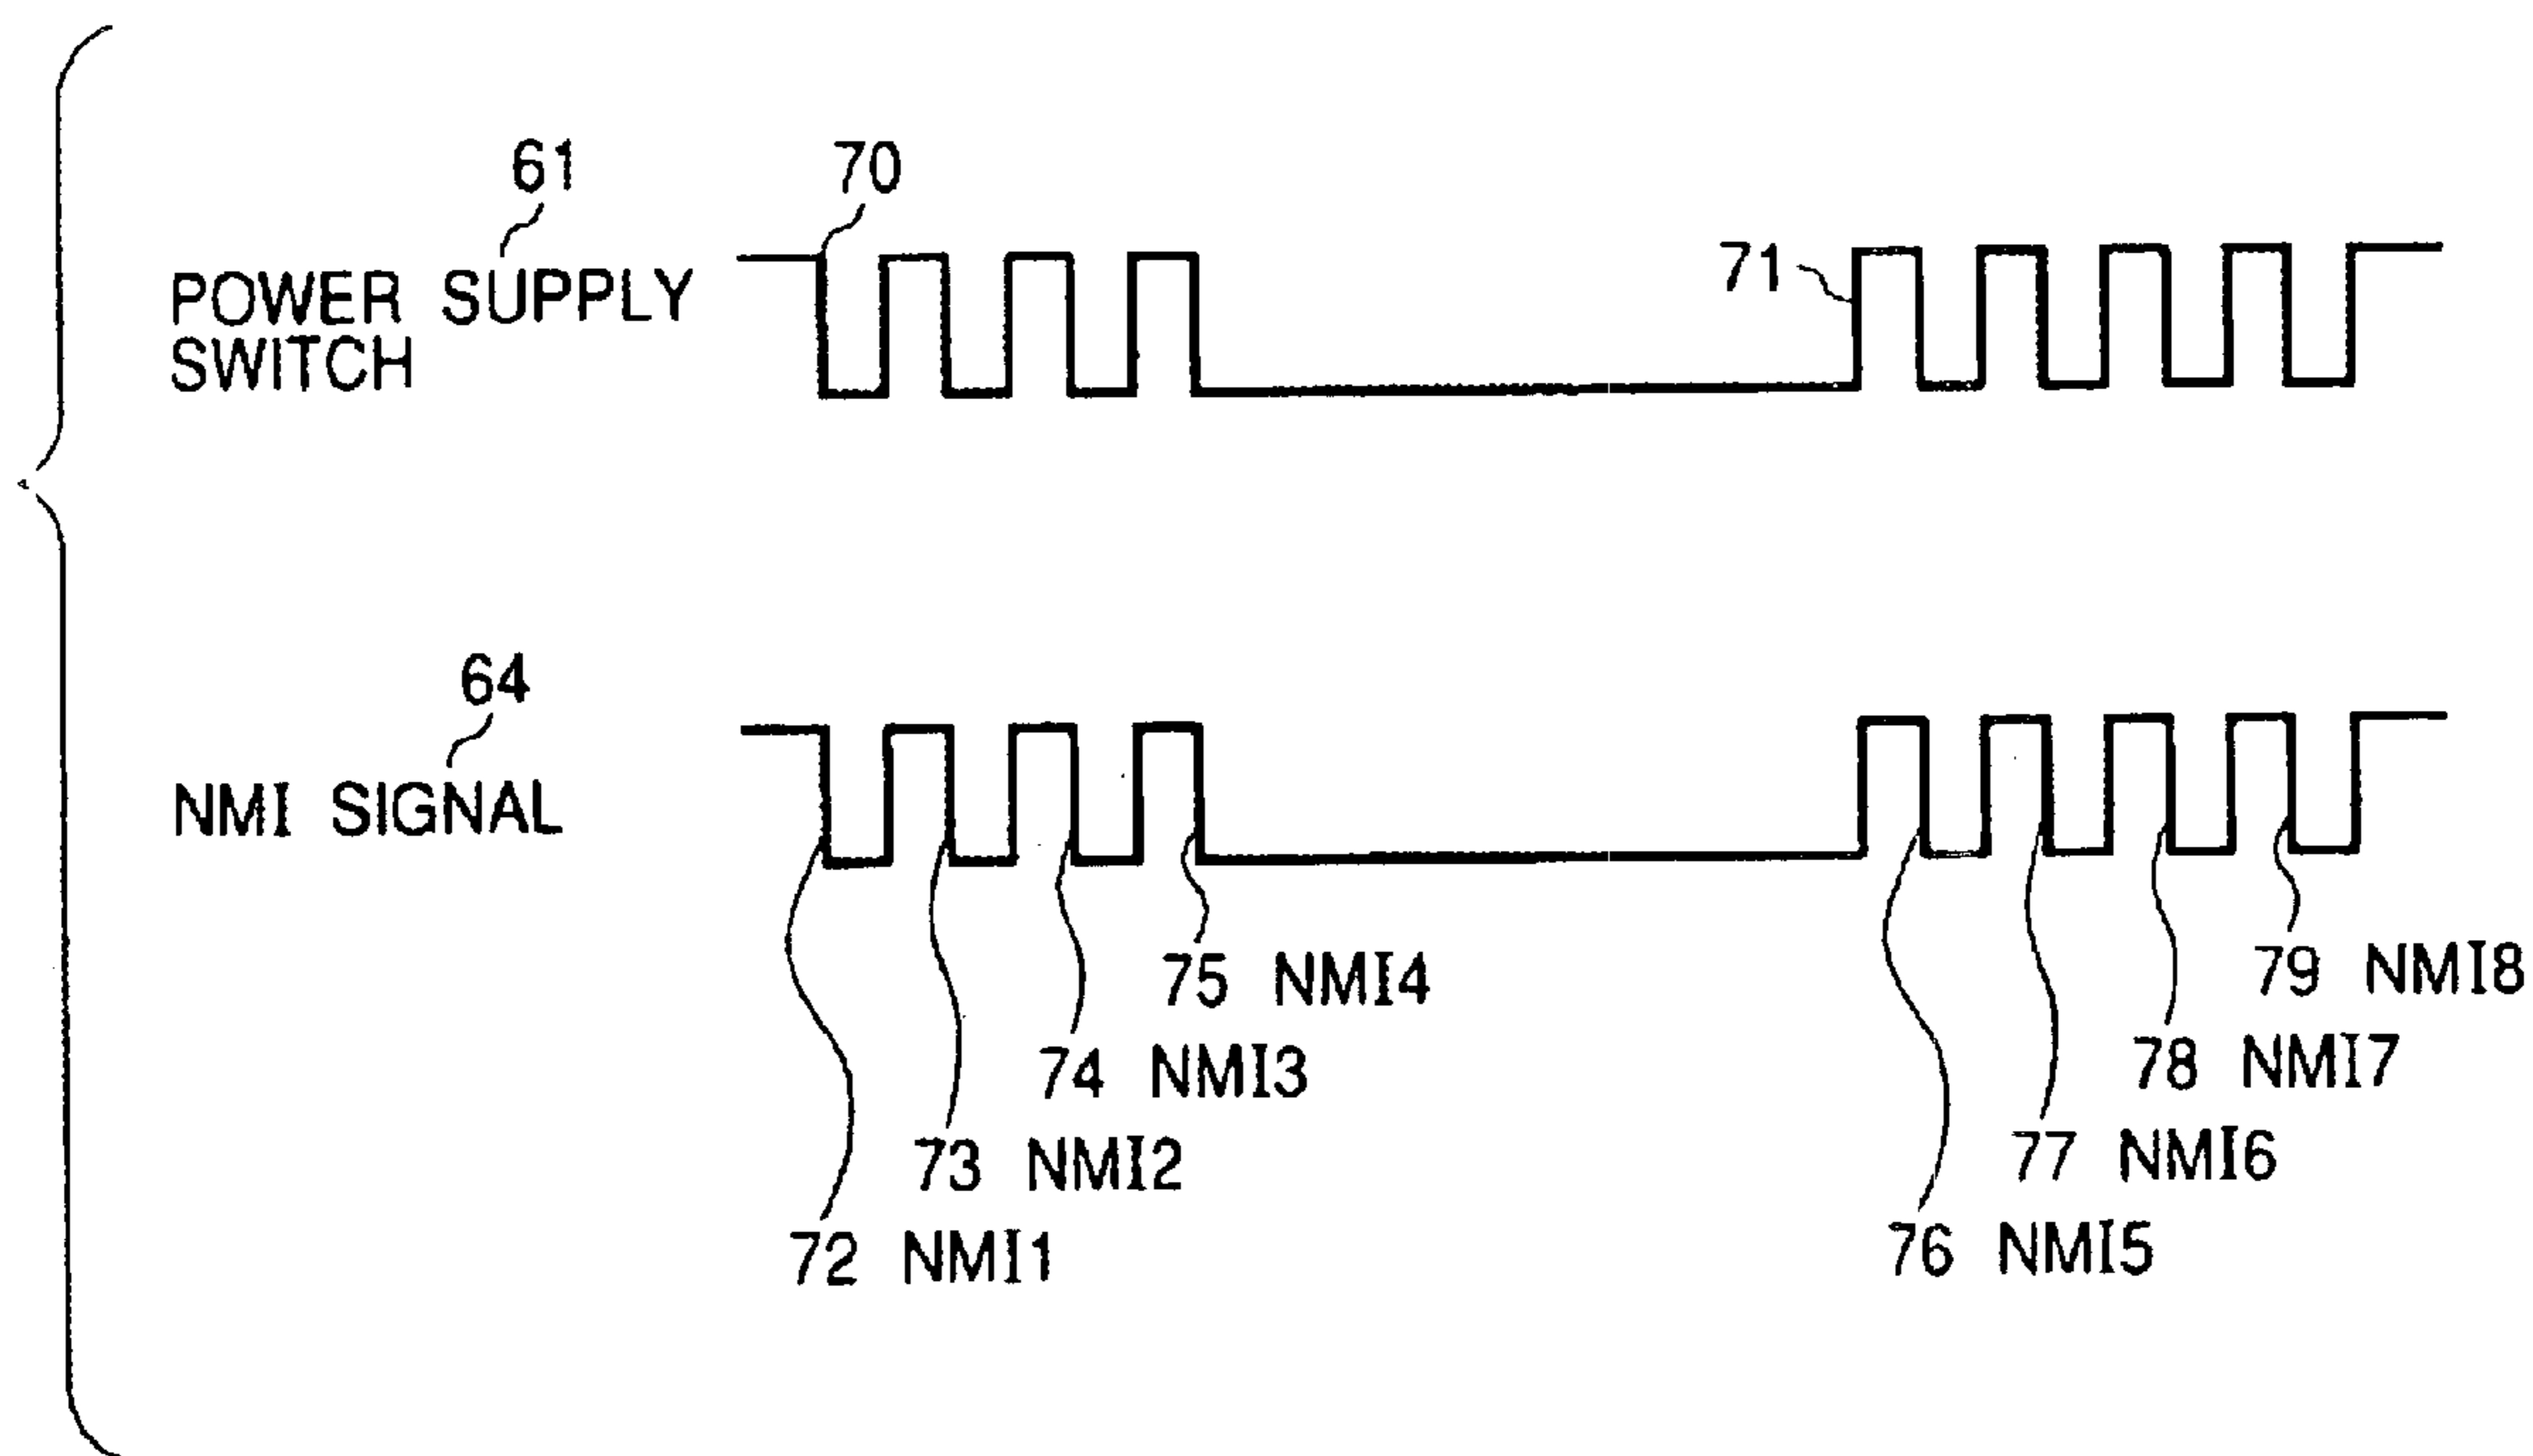 61
70
POWER SUPPLY
SWITCH
71
64
NMI SIGNAL
75 NMI4
79 NMI8
74 NMI3
78 NMI7
73 NMI2
77 NMI6
72 NMI1
76 NMI5